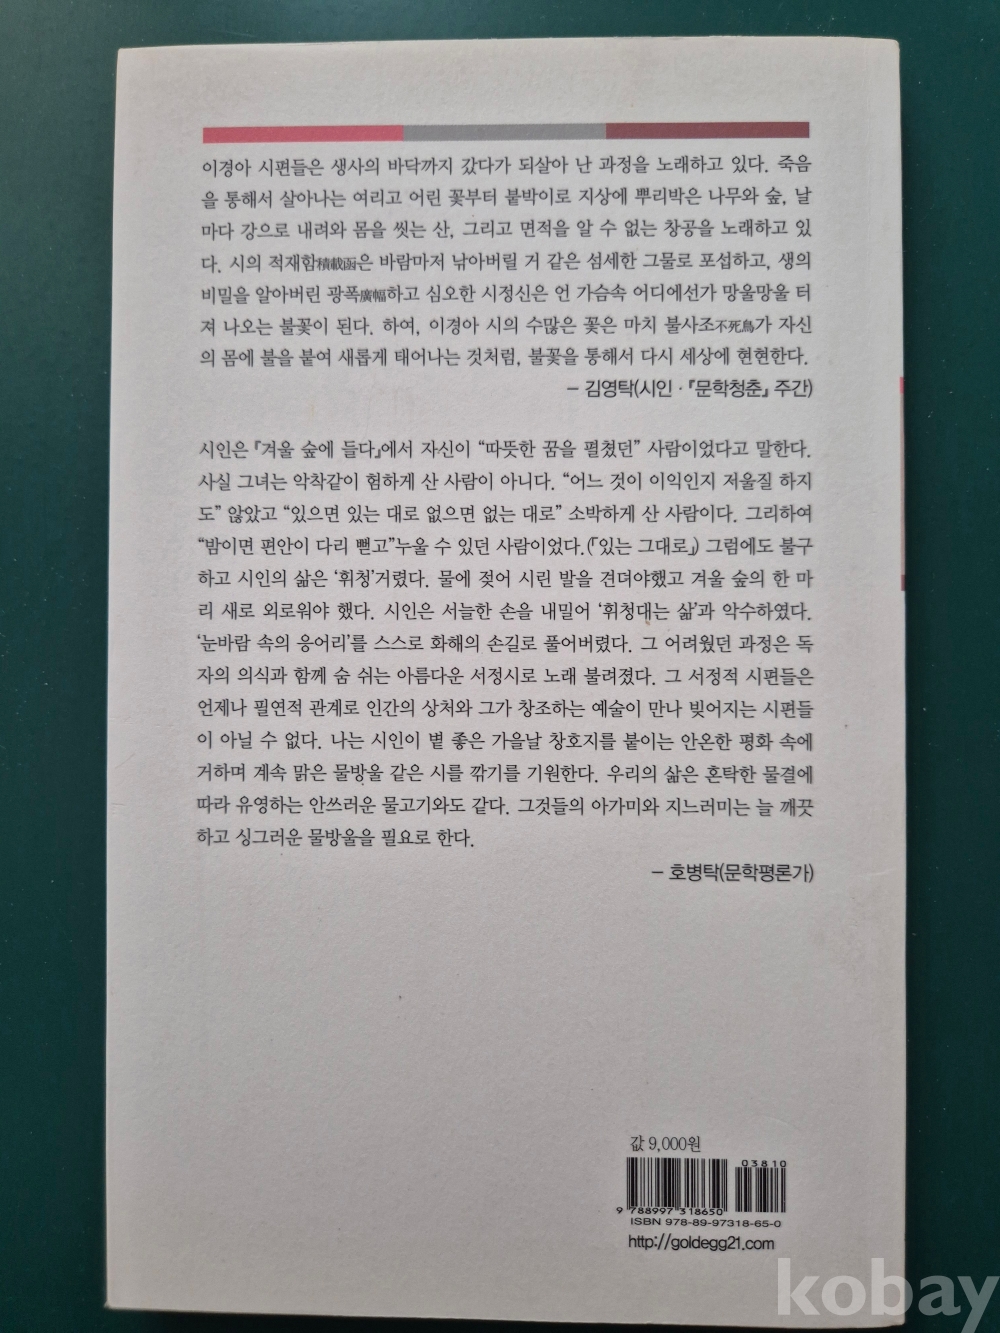 이경아 시편들은 생사의 바닥까지 갔다가 되살아 난 과정을 노래하고 있다. 죽음
을 통해서 살아나는 여리고 어린 꽃부터 붙박이로 지상에 뿌리박은 나무와 숲, 날
마다 강으로 내려와 몸을 씻는 산, 그리고 면적을 알 수 없는 창공을 노래하고 있
다. 시의 적재함積載函은 바람마저 낚아버릴 거 같은 섬세한 그물로 포섭하고, 생의
비밀을 알아버린 광폭廣幅하고 심오한 시정신은 언 가슴속 어디에선가 망울망울 터
져 나오는 불꽃이 된다. 하여, 이경아 시의 수많은 꽃은 마치 불사조不死鳥가 자신
의 몸에 불을 붙여 새롭게 태어나는 것처럼, 불꽃을 통해서 다시 세상에 현현한다.
– 김영탁(시인 · 『문학청춘』 주간)
시인은 『겨울 숲에 들다』에서 자신이 “따뜻한 꿈을 펼쳤던” 사람이었다고 말한다.
사실 그녀는 악착같이 험하게 산 사람이 아니다. “어느 것이 이익인지 저울질 하지
도” 않았고 “있으면 있는 대로 없으면 없는 대로” 소박하게 산 사람이다. 그리하여
“밤이면 편안이 다리 뻗고”누울 수 있던 사람이었다.(「있는 그대로」) 그럼에도 불구
하고 시인의 삶은 ‘휘청’거렸다. 물에 젖어 시린 발을 견뎌야했고 겨울 숲의 한 마
리 새로 외로워야 했다. 시인은 서늘한 손을 내밀어 ‘휘청대는 삶’과 악수하였다.
‘눈바람 속의 응어리’를 스스로 화해의 손길로 풀어버렸다. 그 어려웠던 과정은 독
자의 의식과 함께 숨 쉬는 아름다운 서정시로 노래 불려졌다. 그 서정적 시편들은
언제나 필연적 관계로 인간의 상처와 그가 창조하는 예술이 만나 빚어지는 시편들
이 아닐 수 없다. 나는 시인이 볕 좋은 가을날 창호지를 붙이는 안온한 평화 속에
거하며 계속 맑은 물방울 같은 시를 깎기를 기원한다. 우리의 삶은 혼탁한 물결에
따라 유영하는 안쓰러운 물고기와도 같다. 그것들의 아가미와 지느러미는 늘 깨끗
하고 싱그러운 물방울을 필요로 한다.
– 호병탁(문학평론가)
값 9,000원
03810
9 788997 318650
ISBN 978-89-97318-65-0
http://goldegg21.com
kobay